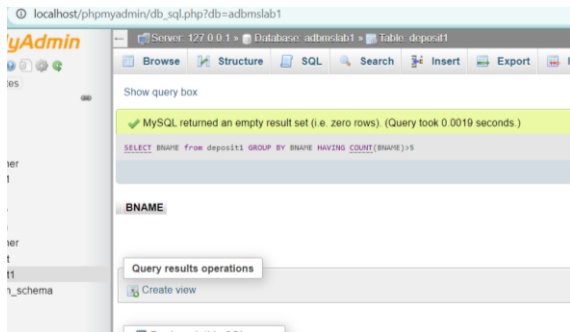 localhost/phpmyadmin/db_sql.php?db=adbmslab1
yAdmin
Server: 127.0.0.1 » Database: adbmslab1 » Table: deposit1
Browse Structure SQL Search Insert Export
Show query box
MySQL returned an empty result set (i.e. zero rows). (Query took 0.0019 seconds.)
SELECT BNAME from deposit1 GROUP BY BNAME HAVING COUNT(BNAME)>5
BNAME
Query results operations
Create view
n_schema